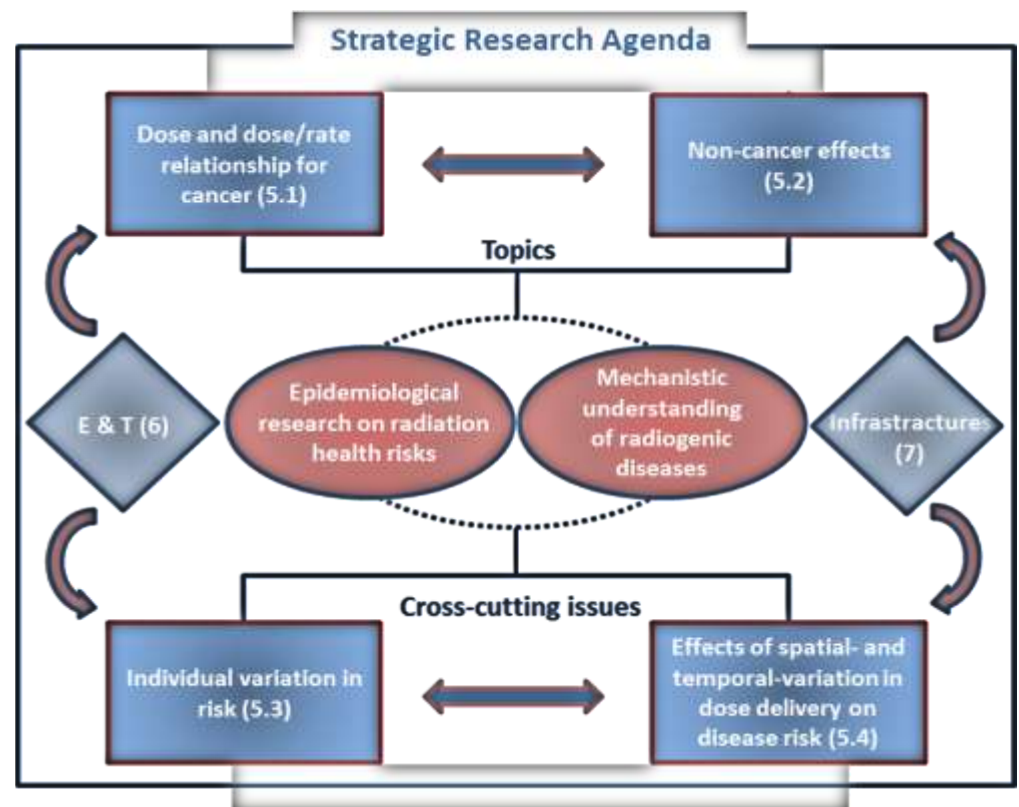 Strategic Research Agenda
Dose and dose/rate
relationship for
cancer (5.1)
Non-cancer effects
(5.2)
Topics
E & T (6)
Epidemiological
research on radiation
health risks
Mechanistic
understanding
of radiogenic
diseases
Infrastractures
(7)
Cross-cutting issues
Individual variation in
risk (5.3)
Effects of spatial- and
temporal-variation in
dose delivery on
disease risk (5.4)